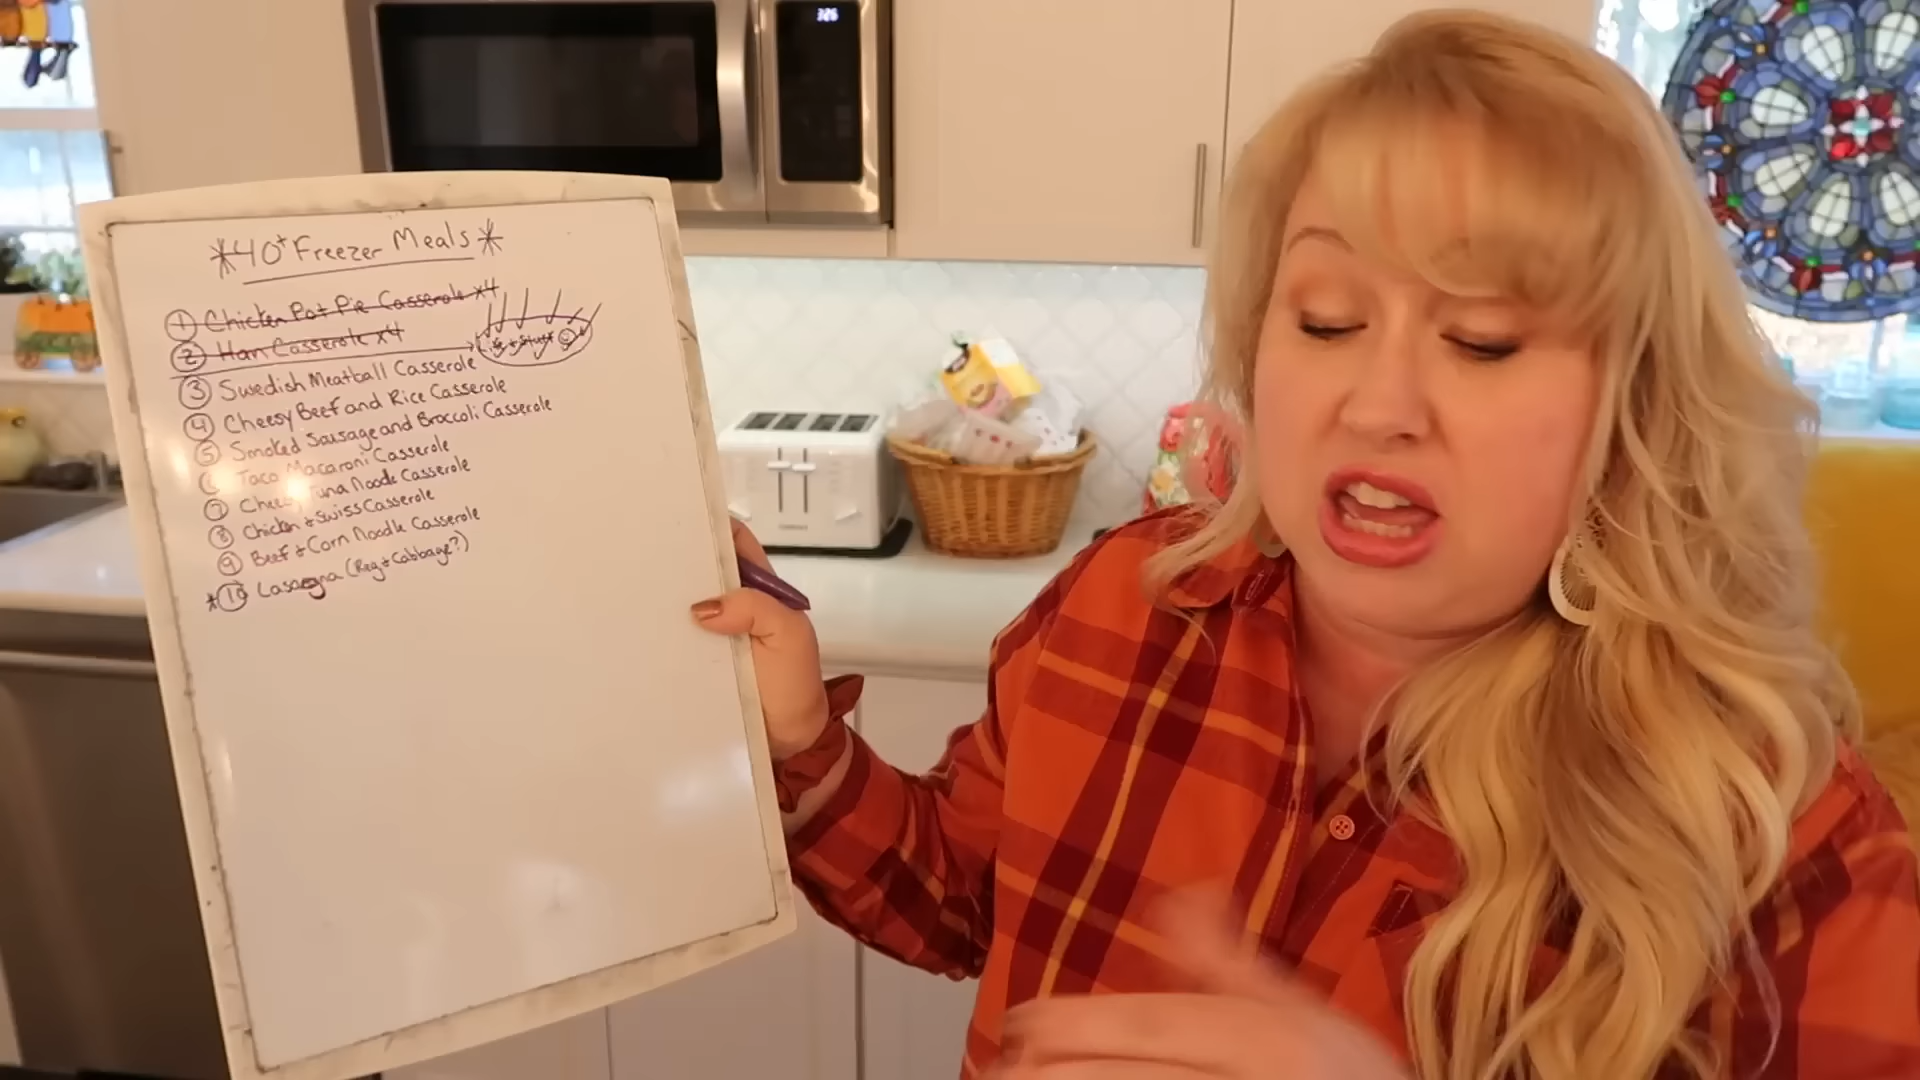 326
*40+ Freezer Meals*
① Chicken Pot Pie Casserole x4
② Ham Casserole x4
③ Swedish Meatball Casserole
④ Cheesy Beef and Rice Casserole
⑤ Smoked Sausage and Broccoli Casserole
Taco Macaroni Casserole
⑦ Tuna Noodle Casserole
⑧ Chicken + Swiss Casserole
⑨ Beef + Corn Noodle Casserole
*⑩ Lasagna (Reg + Cabbage?)